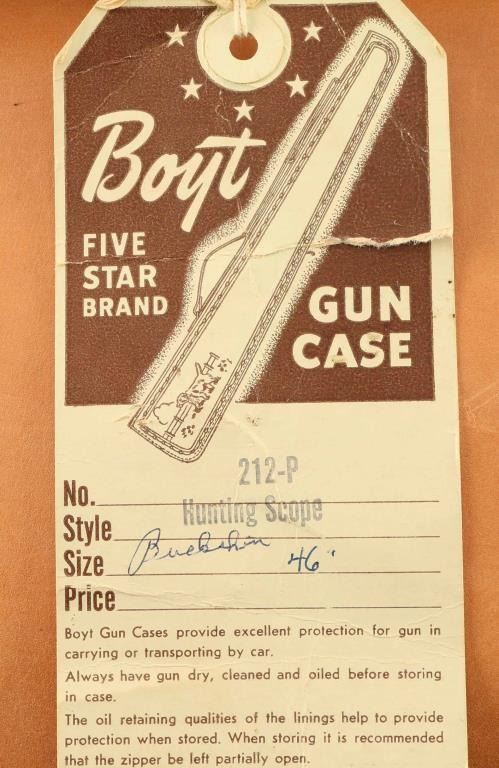 Boyt
FIVE
STAR
BRAND
GUN
CASE
No. 212-P
Style Hunting Scope
Size Buckskin 46"
Price
Boyt Gun Cases provide excellent protection for gun in
carrying or transporting by car.
Always have gun dry, cleaned and oiled before storing
in case.
The oil retaining qualities of the linings help to provide
protection when stored. When storing it is recommended
that the zipper be left partially open.